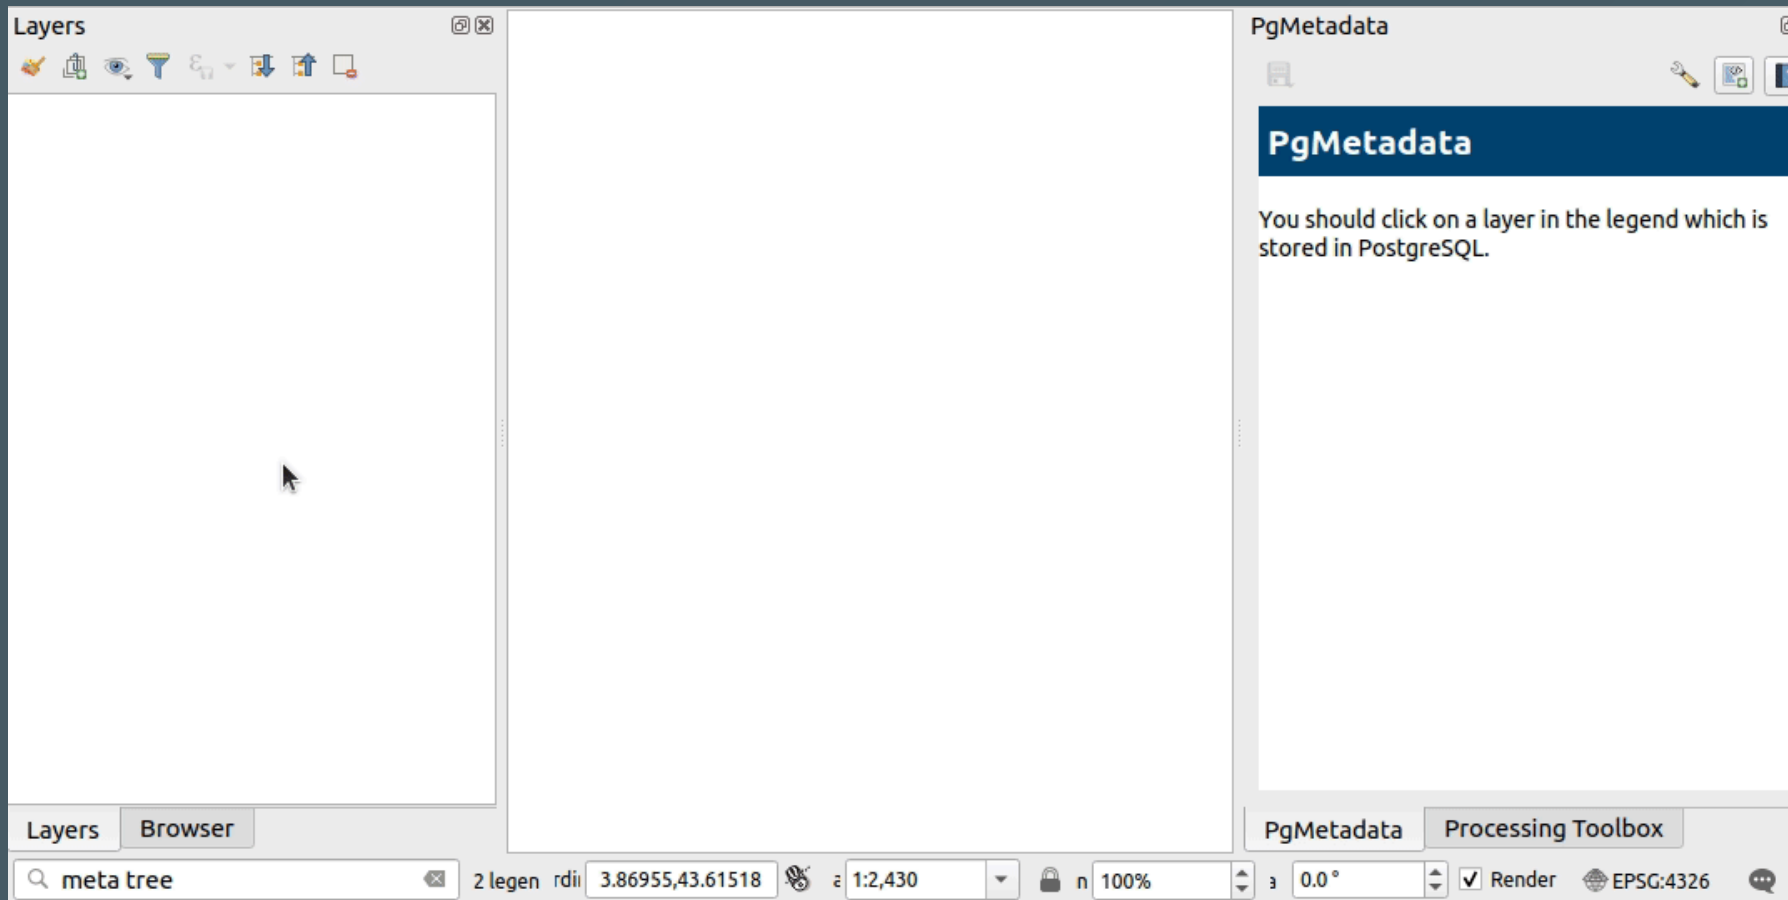 Layers
PgMetadata
PgMetadata
You should click on a layer in the legend which is
stored in PostgreSQL.
Layers
Browser
PgMetadata
Processing Toolbox
meta tree
2 legen
rdi
3.86955,43.61518
a
1:2,430
n
100%
a
0.0 °
Render
EPSG:4326